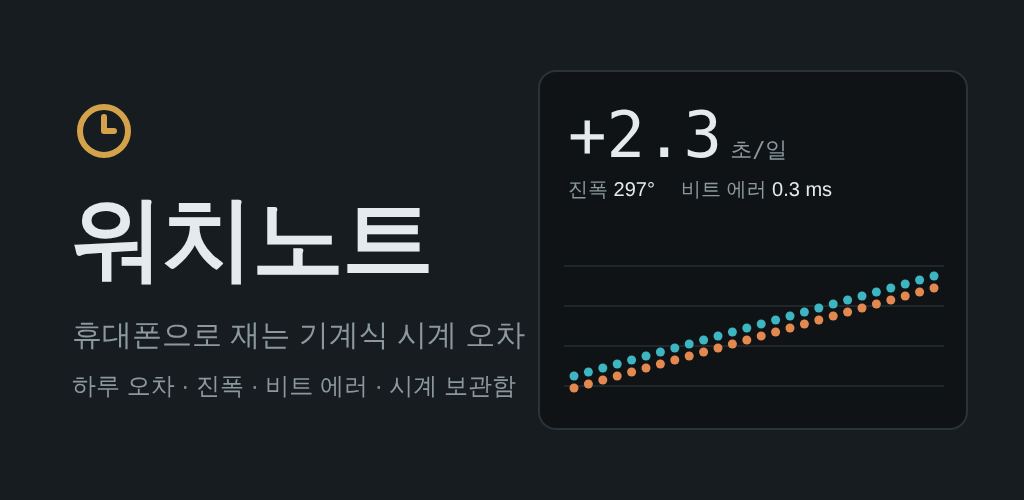 워치노트
휴대폰으로 재는 기계식 시계 오차
하루 오차 · 진폭 · 비트 에러 · 시계 보관함
+2.3 초/일
진폭 297° 비트 에러 0.3 ms